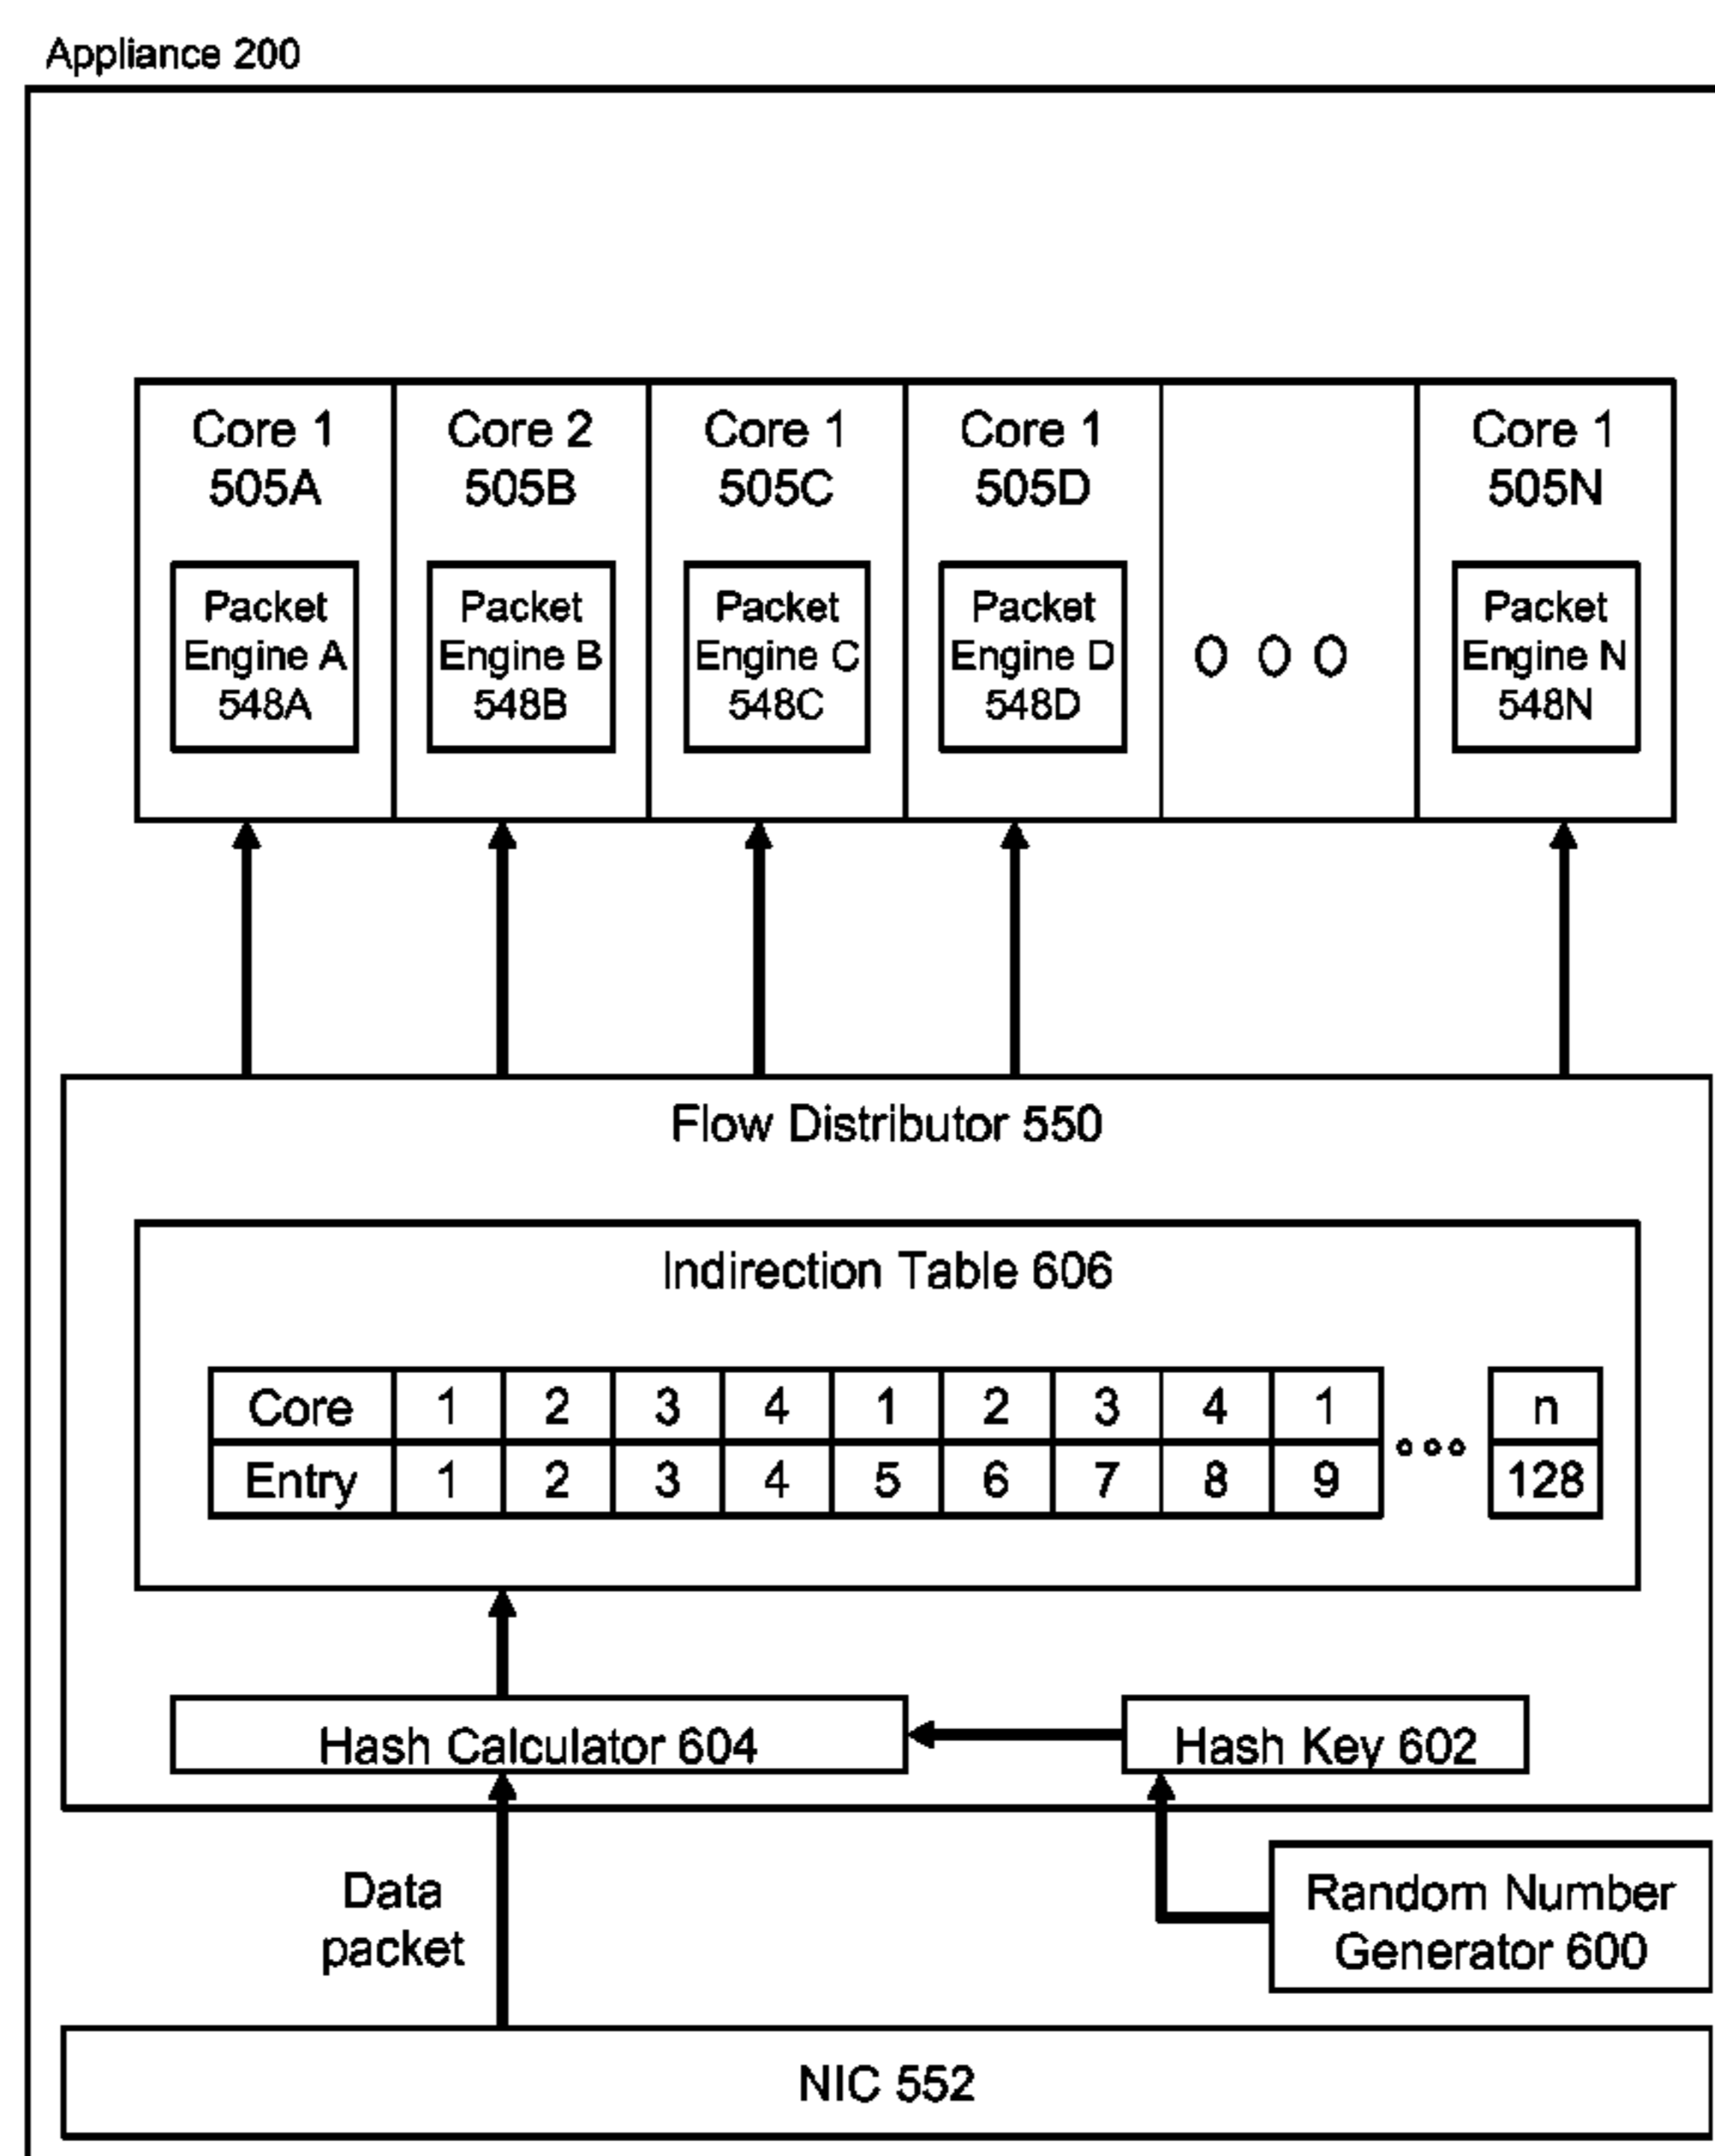 Appliance 200
Core 1
505A
Core 2
505B
Core 1
505C
Core 1
505D
Core 1
505N
Packet
Engine A
548A
Packet
Engine B
548B
Packet
Engine C
548C
Packet
Engine D
548D
Packet
Engine N
548N
Flow Distributor 550
Indirection Table 606
Core 1 2 3 4 1 2 3 4 1 n
Entry 1 2 3 4 5 6 7 8 9 128
Hash Calculator 604
Hash Key 602
Data
packet
Random Number
Generator 600
NIC 552